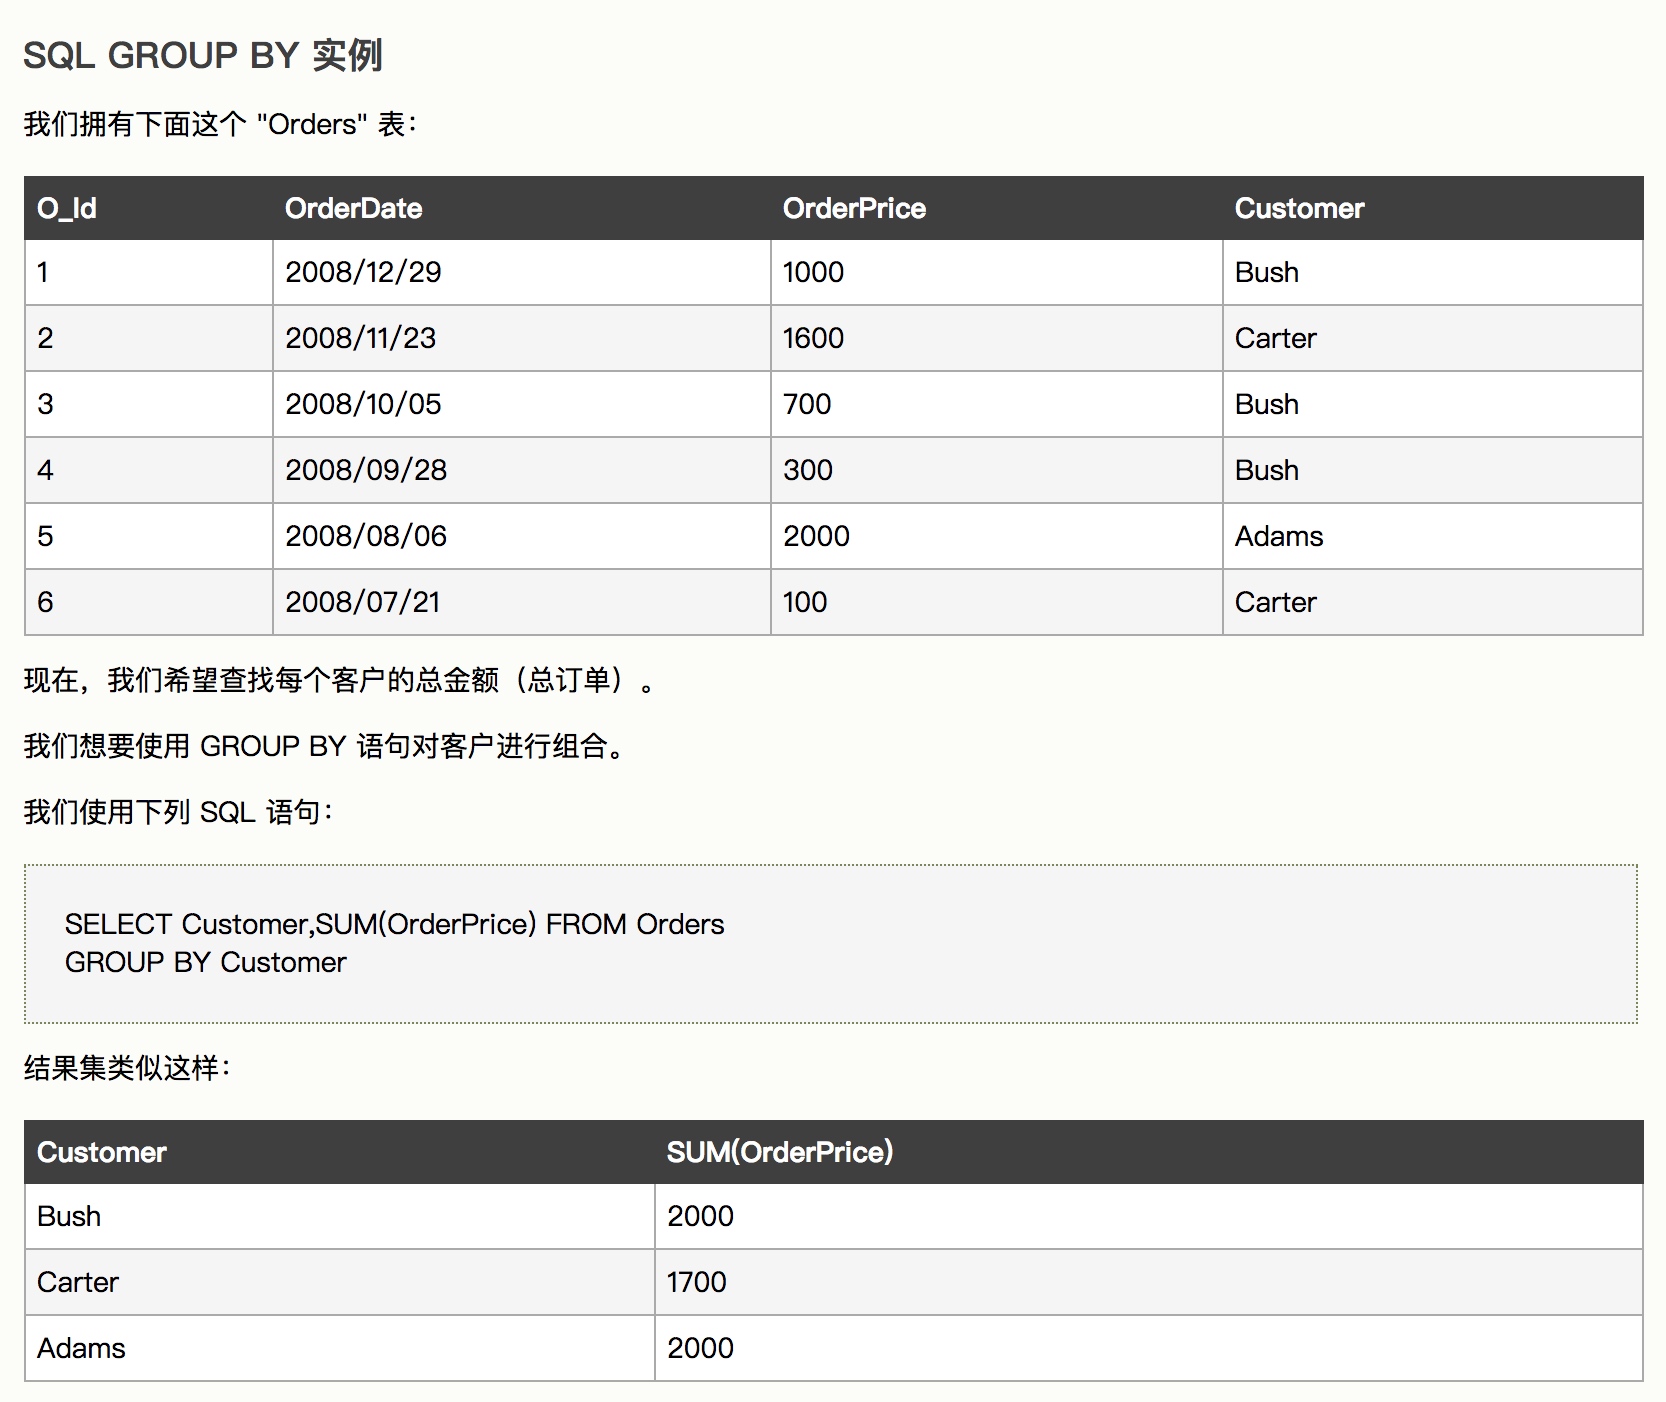 SQL GROUP BY 实例
我们拥有下面这个 "Orders" 表：
O_Id OrderDate OrderPrice Customer
1 2008/12/29 1000 Bush
2 2008/11/23 1600 Carter
3 2008/10/05 700 Bush
4 2008/09/28 300 Bush
5 2008/08/06 2000 Adams
6 2008/07/21 100 Carter
现在，我们希望查找每个客户的总金额（总订单）。
我们想要使用 GROUP BY 语句对客户进行组合。
我们使用下列 SQL 语句：
SELECT Customer,SUM(OrderPrice) FROM Orders
GROUP BY Customer
结果集类似这样：
Customer SUM(OrderPrice)
Bush 2000
Carter 1700
Adams 2000